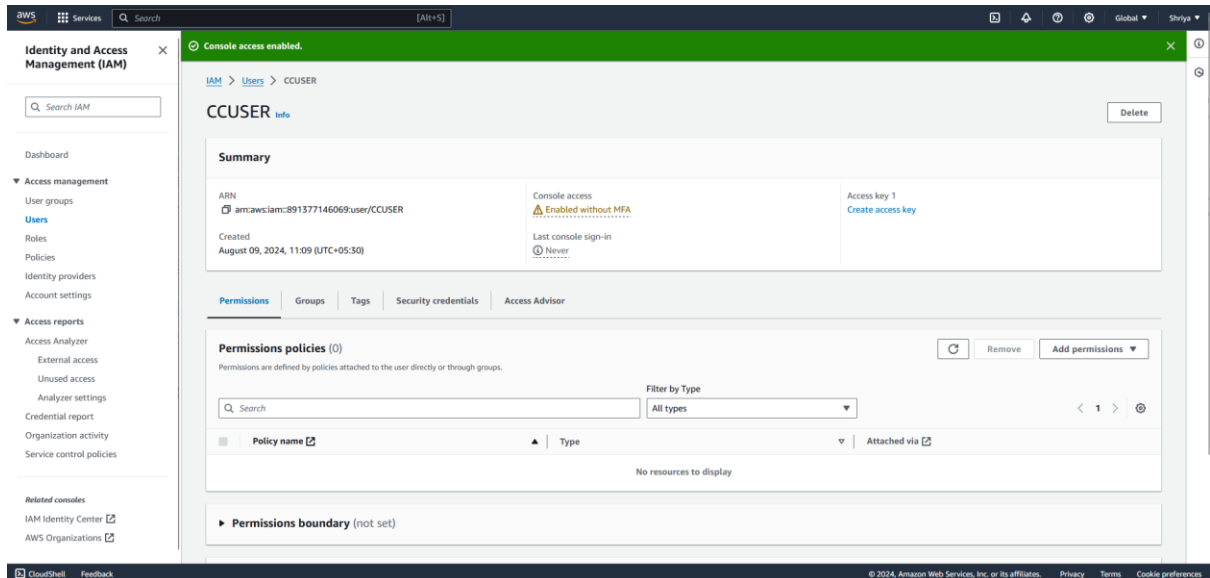 aws
Services
Search
[Alt+S]
Global
Shriya
Identity and Access Management (IAM)
Search IAM
Dashboard
Access management
User groups
Users
Roles
Policies
Identity providers
Account settings
Access reports
Access Analyzer
External access
Unused access
Analyzer settings
Credential report
Organization activity
Service control policies
Related consoles
IAM Identity Center
AWS Organizations
Console access enabled.
IAM > Users > CCUSER
CCUSER Info
Delete
Summary
ARN
arn:aws:iam::891377146069:user/CCUSER
Created
August 09, 2024, 11:09 (UTC+05:30)
Console access
Enabled without MFA
Last console sign-in
Never
Access key 1
Create access key
Permissions
Groups
Tags
Security credentials
Access Advisor
Permissions policies (0)
Permissions are defined by policies attached to the user directly or through groups.
Remove
Add permissions
Filter by Type
Search
All types
1
Policy name
Type
Attached via
No resources to display
Permissions boundary (not set)
CloudShell
Feedback
© 2024, Amazon Web Services, Inc. or its affiliates.
Privacy
Terms
Cookie preferences